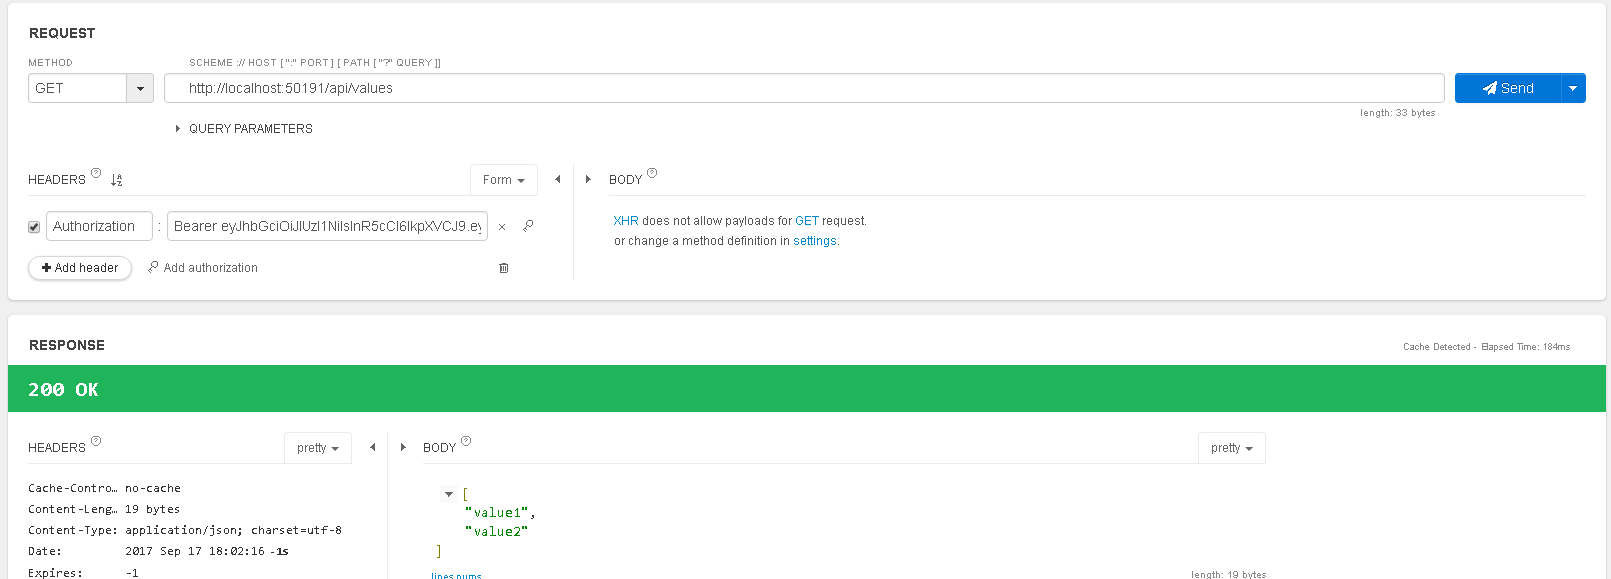 REQUEST
METHOD
SCHEME :// HOST [ ":" PORT ] [ PATH [ "?" QUERY ]]
GET
http://localhost:50191/api/values
Send
length: 33 bytes
QUERY PARAMETERS
HEADERS ?
Form
BODY ?
Authorization : Bearer eyJhbGciOiJIUzI1NiIsInR5cCI6IkpXVCJ9.ey
XHR does not allow payloads for GET request.
or change a method definition in settings.
Add header
Add authorization
RESPONSE
Cache Detected - Elapsed Time: 184ms
200 OK
HEADERS ?
pretty
BODY ?
pretty
Cache-Contro… no-cache
Content-Leng… 19 bytes
Content-Type: application/json; charset=utf-8
Date: 2017 Sep 17 18:02:16 -1s
Expires: -1
[
"value1",
"value2"
]
lines nums
length: 19 bytes